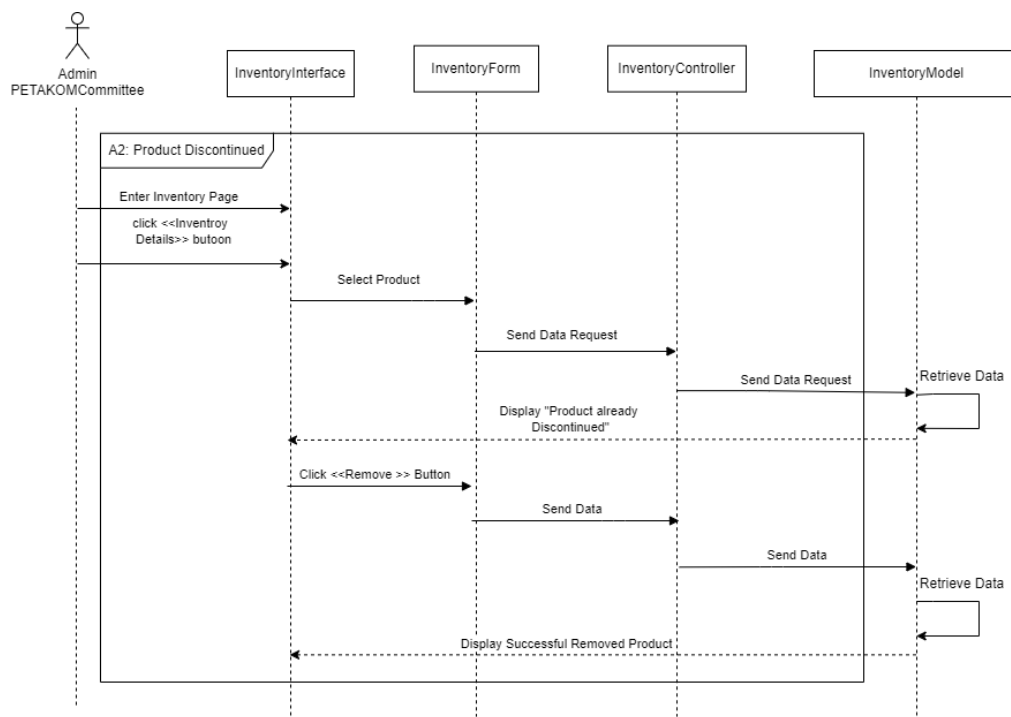 Admin
PETAKOMCommittee
InventoryInterface
InventoryForm
InventoryController
InventoryModel
A2: Product Discontinued
Enter Inventory Page
click <<Inventroy
Details>> butoon
Select Product
Send Data Request
Send Data Request
Retrieve Data
Display "Product already
Discontinued"
Click <<Remove >> Button
Send Data
Send Data
Retrieve Data
Display Successful Removed Product